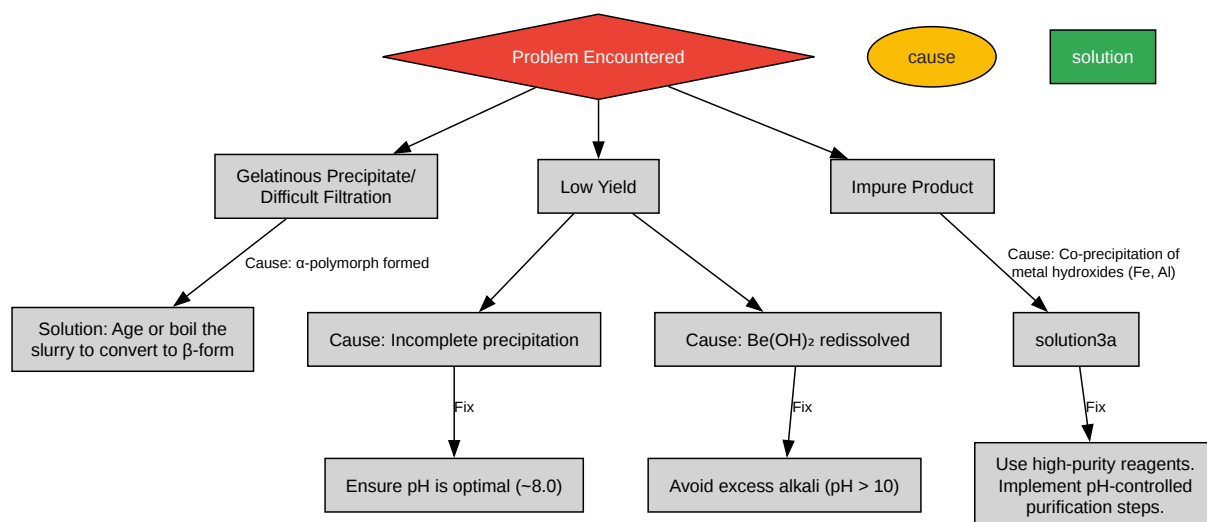 Problem Encountered
cause
solution
Gelatinous Precipitate/
Difficult Filtration
Low Yield
Impure Product
Cause: α-polymorph formed
Cause: Co-precipitation of
metal hydroxides (Fe, Al)
Solution: Age or boil the
slurry to convert to β-form
Cause: Incomplete precipitation
Cause: Be(OH)₂ redissolved
solution3a
Fix
Fix
Fix
Ensure pH is optimal (~8.0)
Avoid excess alkali (pH > 10)
Use high-purity reagents.
Implement pH-controlled
purification steps.